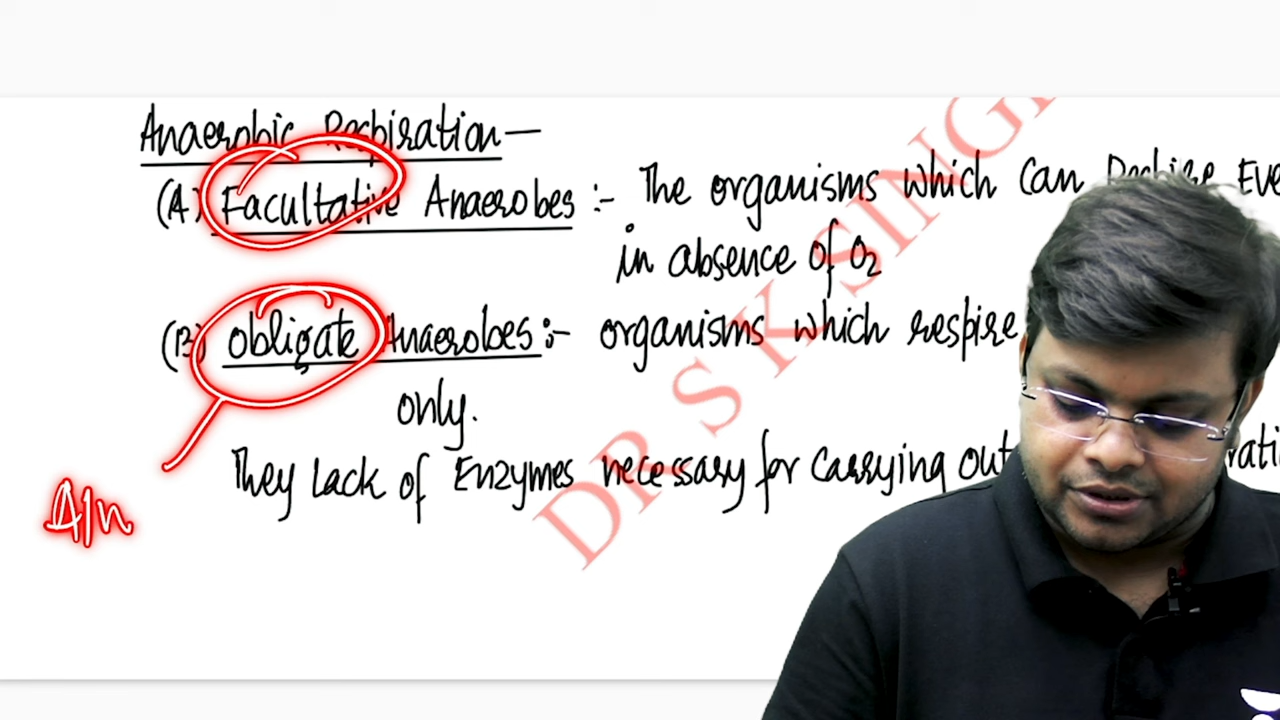 Anaerobic Respiration—
(A) Facultative Anaerobes :- The organisms which can Respire Eve
in absence of O₂
(B) obligate Anaerobes :- organisms which respire
only.
They Lack of Enzymes necessary for carrying out
DR S K SING